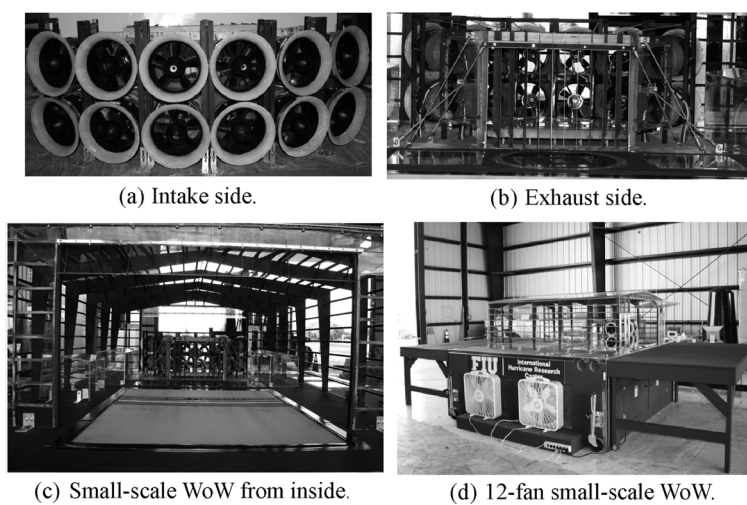 (a) Intake side.
(b) Exhaust side.
FIU
International
Hurricane Research
Center
(c) Small-scale WoW from inside.
(d) 12-fan small-scale WoW.